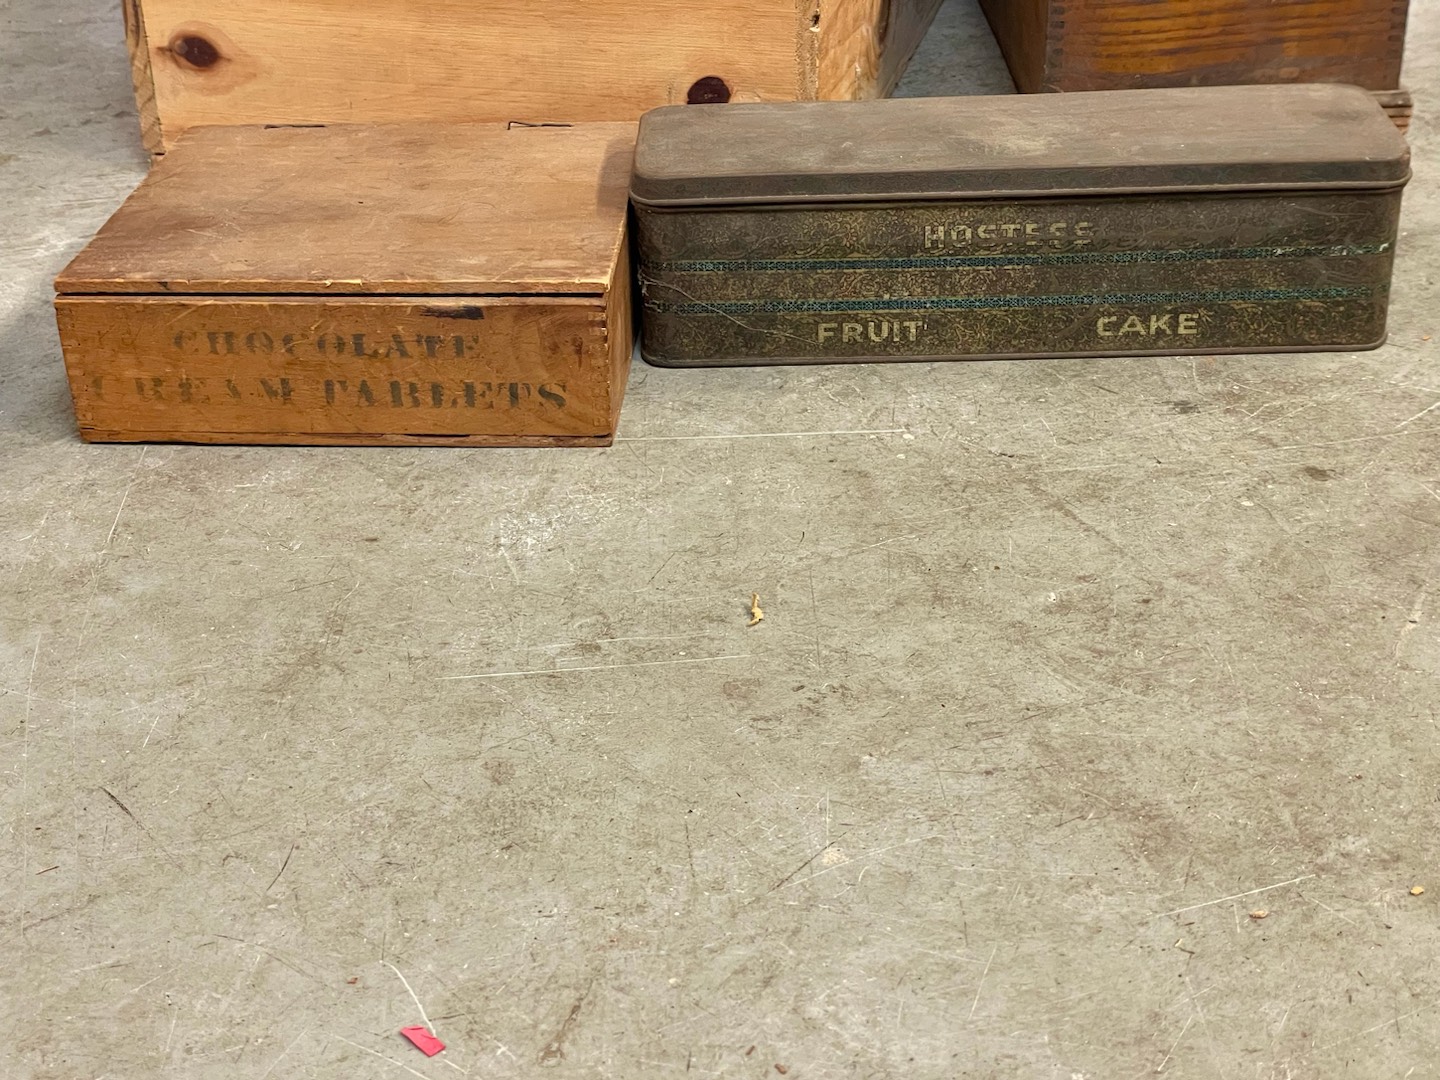 CHOCOLATE
CREAM TABLETS
HOSTESS
FRUIT CAKE